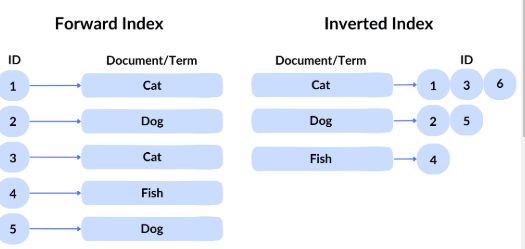 Forward Index
ID Document/Term
1 Cat
2 Dog
3 Cat
4 Fish
5 Dog
Inverted Index
Document/Term ID
Cat 1 3 6
Dog 2 5
Fish 4